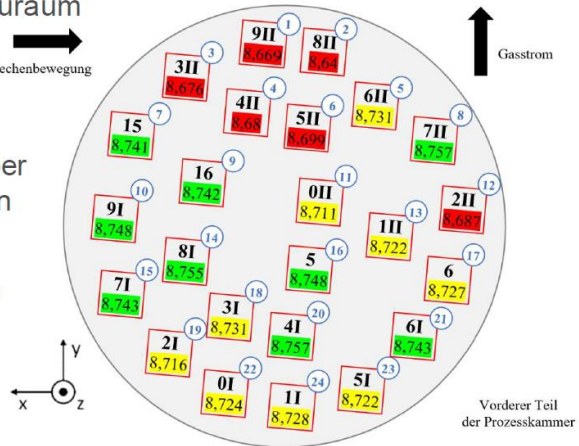 uraum
echenbewegung
ber
n
Gasstrom
1
9II
8,669
2
8II
8,64
3
3II
8,676
4
4II
8,68
5
6II
8,731
6
5II
8,699
7
15
8,741
8
7II
8,757
9
16
8,742
10
9I
8,748
11
0II
8,711
12
2II
8,687
13
1II
8,722
14
8I
8,755
15
7I
8,743
16
5
8,748
17
6
8,727
18
3I
8,731
19
2I
8,716
20
4I
8,757
21
6I
8,743
22
0I
8,724
23
5I
8,722
24
1I
8,728
y
x
z
Vorderer Teil
der Prozesskammer